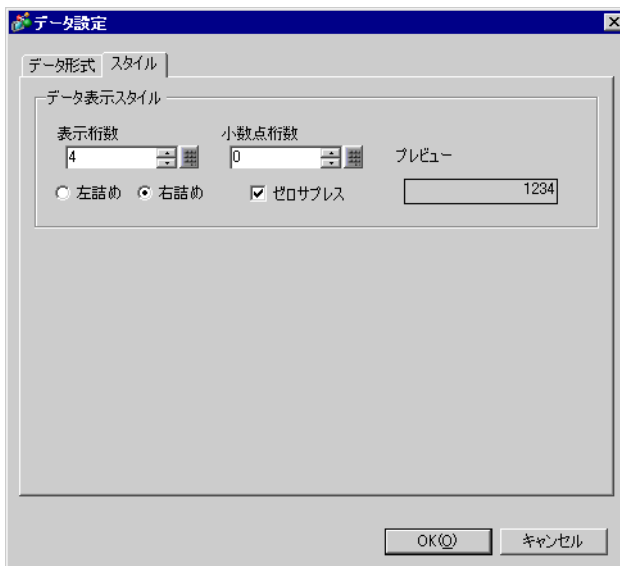 データ設定
データ形式 スタイル
データ表示スタイル
表示桁数 小数点桁数
4 0 プレビュー
左詰め 右詰め ゼロサプレス 1234
OK(O) キャンセル